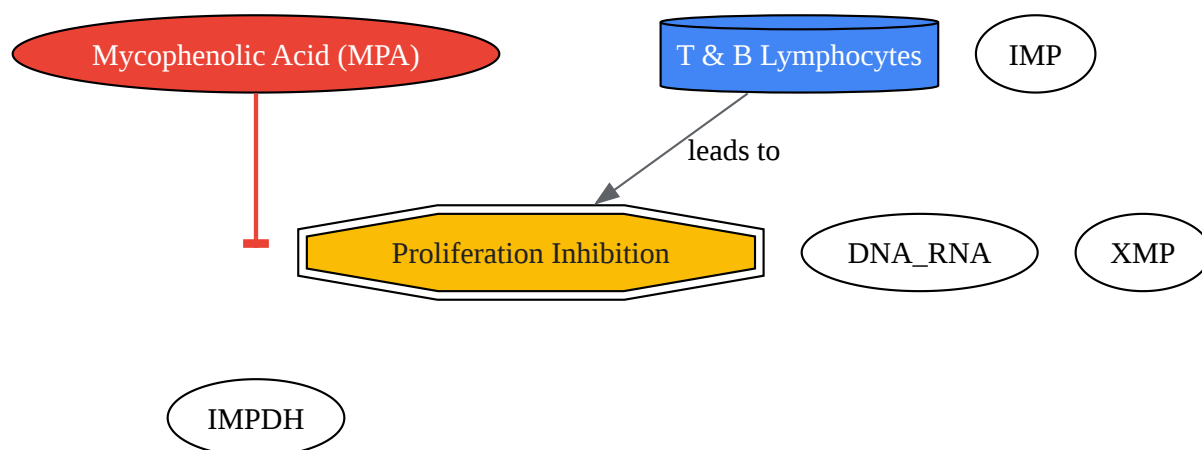 Mycophenolic Acid (MPA)
T & B Lymphocytes
IMP
leads to
Proliferation Inhibition
DNA_RNA
XMP
IMPDH